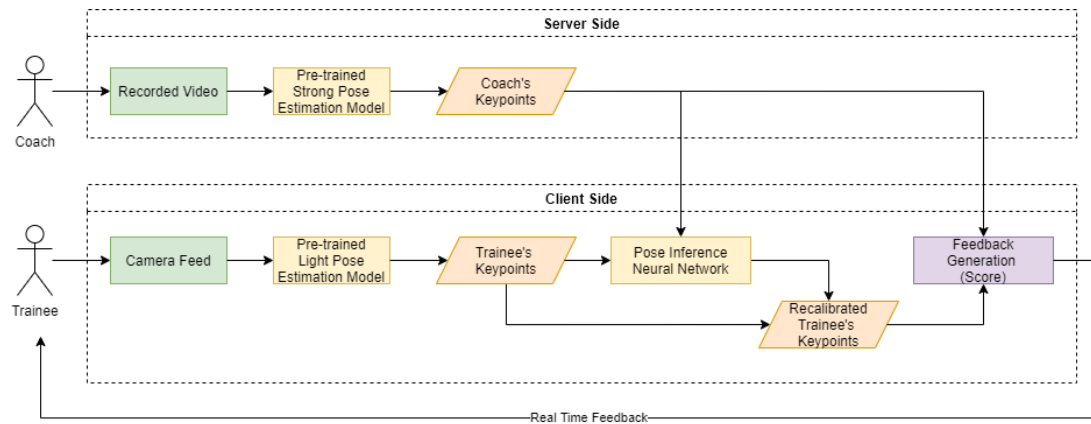 Server Side
Coach
Recorded Video
Pre-trained
Strong Pose
Estimation Model
Coach's
Keypoints
Client Side
Trainee
Camera Feed
Pre-trained
Light Pose
Estimation Model
Trainee's
Keypoints
Pose Inference
Neural Network
Recalibrated
Trainee's
Keypoints
Feedback
Generation
(Score)
Real Time Feedback